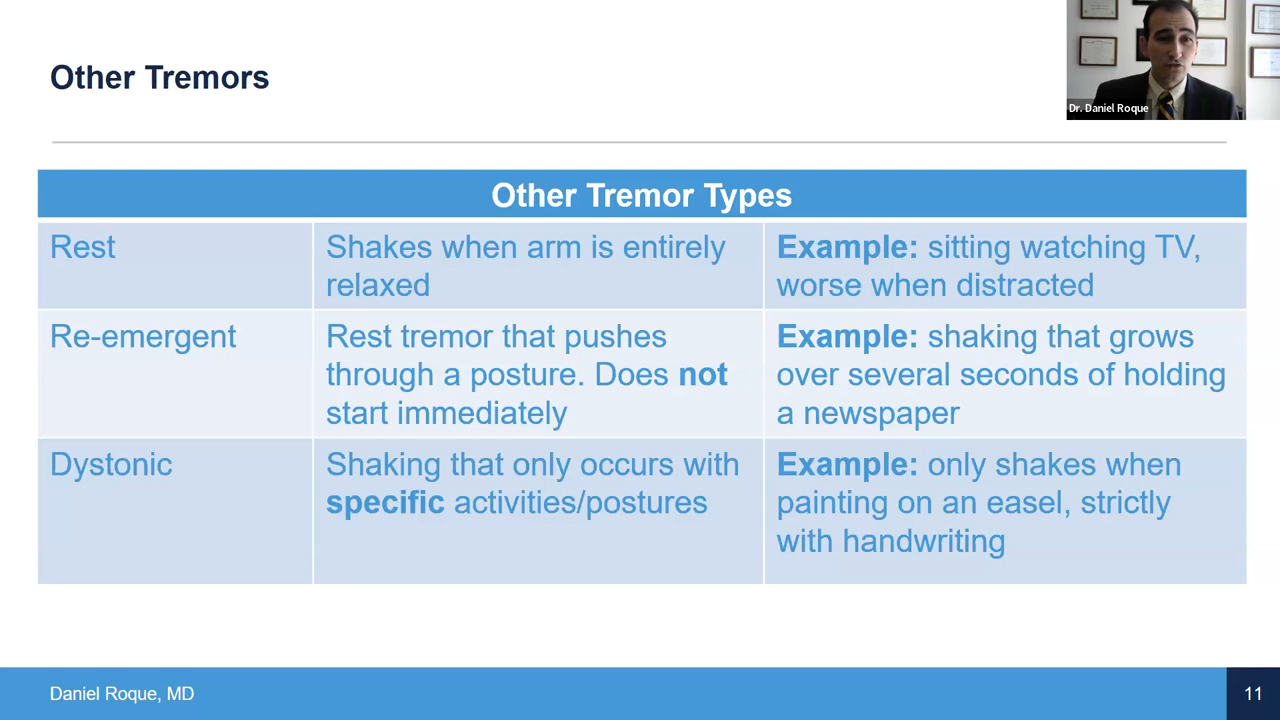 Other Tremors
Dr. Daniel Roque
Other Tremor Types
Rest
Shakes when arm is entirely
relaxed
Example: sitting watching TV,
worse when distracted
Re-emergent
Rest tremor that pushes
through a posture. Does not
start immediately
Example: shaking that grows
over several seconds of holding
a newspaper
Dystonic
Shaking that only occurs with
specific activities/postures
Example: only shakes when
painting on an easel, strictly
with handwriting
Daniel Roque, MD
11